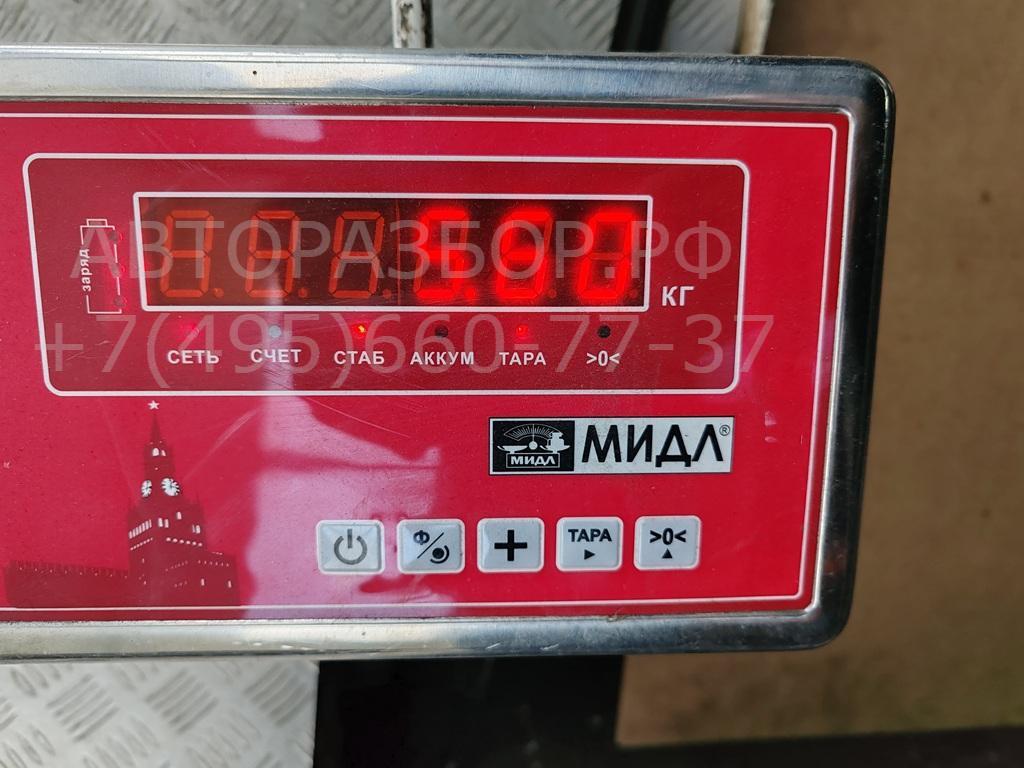 АВТОРАЗБОР.РФ
заряд
КГ
+7(495)660-77-37
СЕТЬ СЧЕТ СТАБ АККУМ ТАРА >0<
МИДЛ МИДЛ®
Ф ТАРА >0<